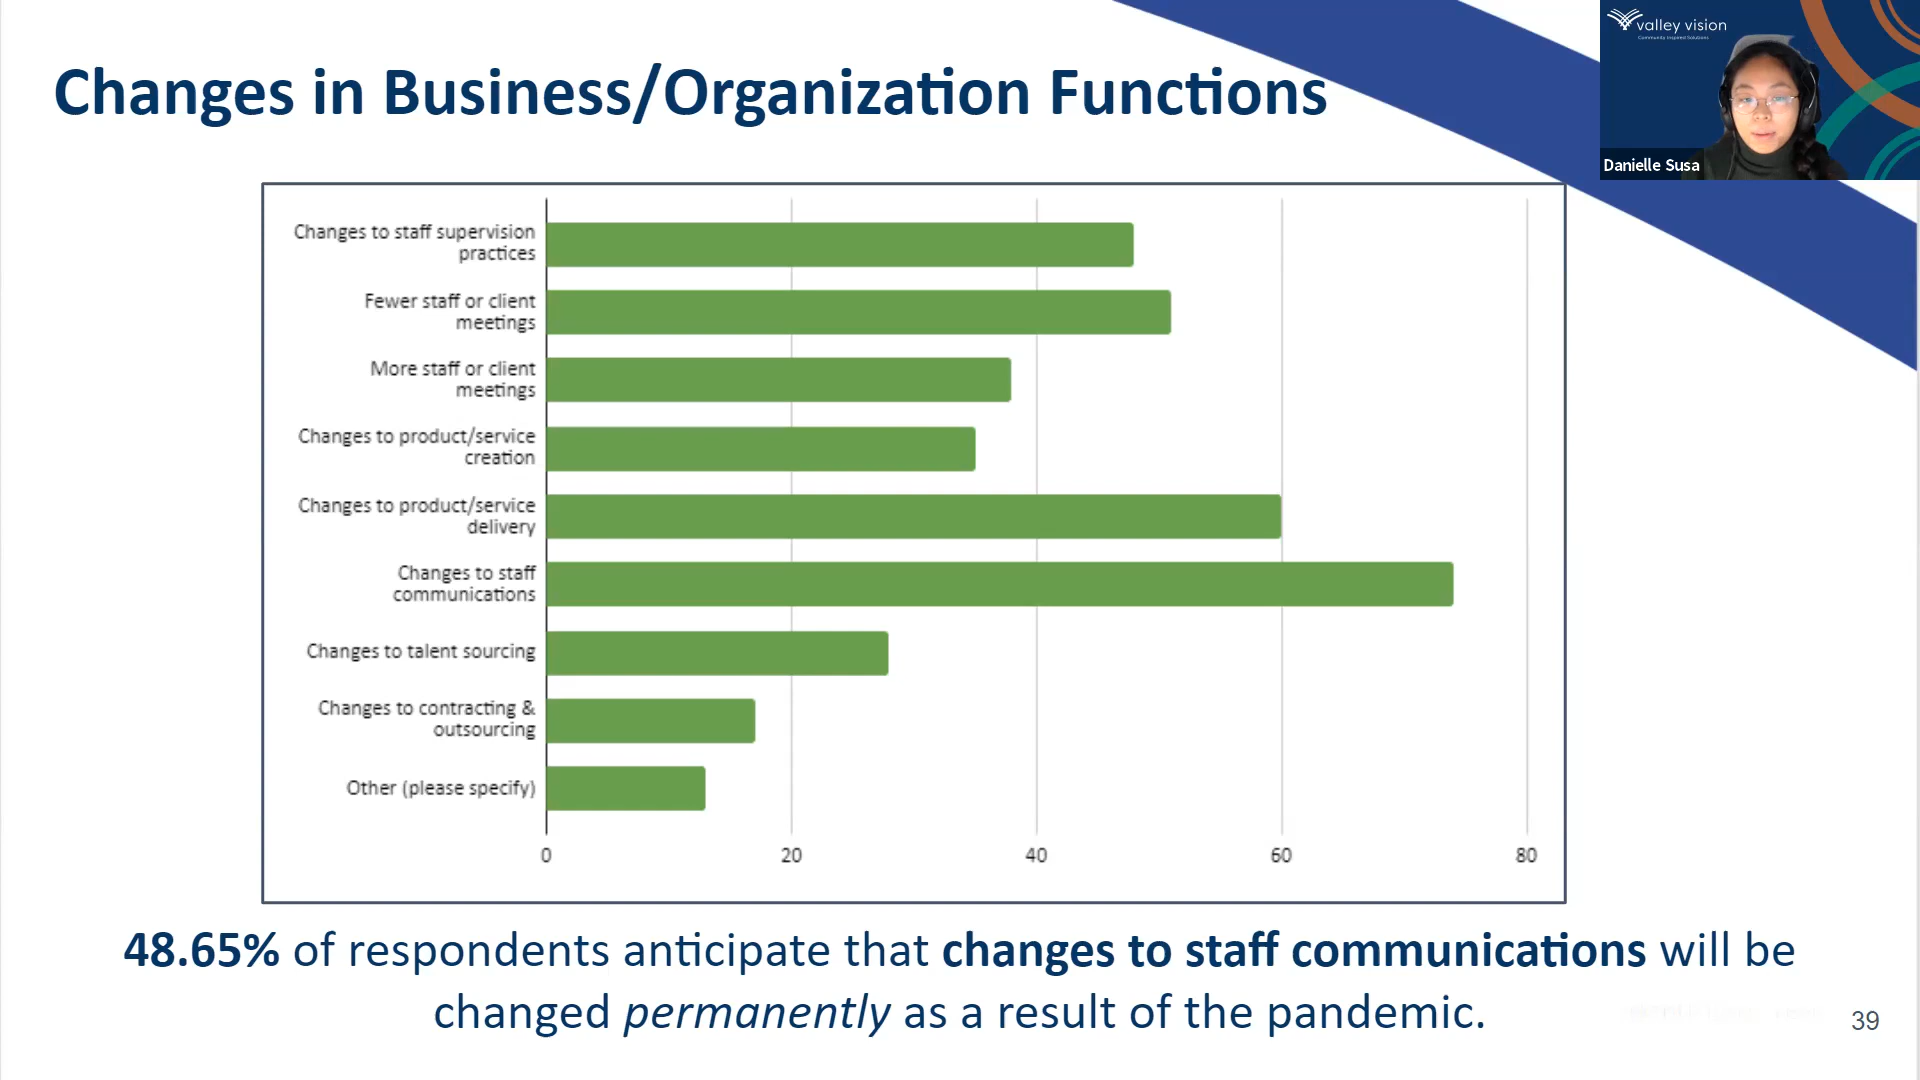 Changes in Business/Organization Functions
valley vision
Community Inspired Solutions
Danielle Susa
Changes to staff supervision
practices
Fewer staff or client
meetings
More staff or client
meetings
Changes to product/service
creation
Changes to product/service
delivery
Changes to staff
communications
Changes to talent sourcing
Changes to contracting &
outsourcing
Other (please specify)
0 20 40 60 80
48.65% of respondents anticipate that changes to staff communications will be
changed permanently as a result of the pandemic.
39